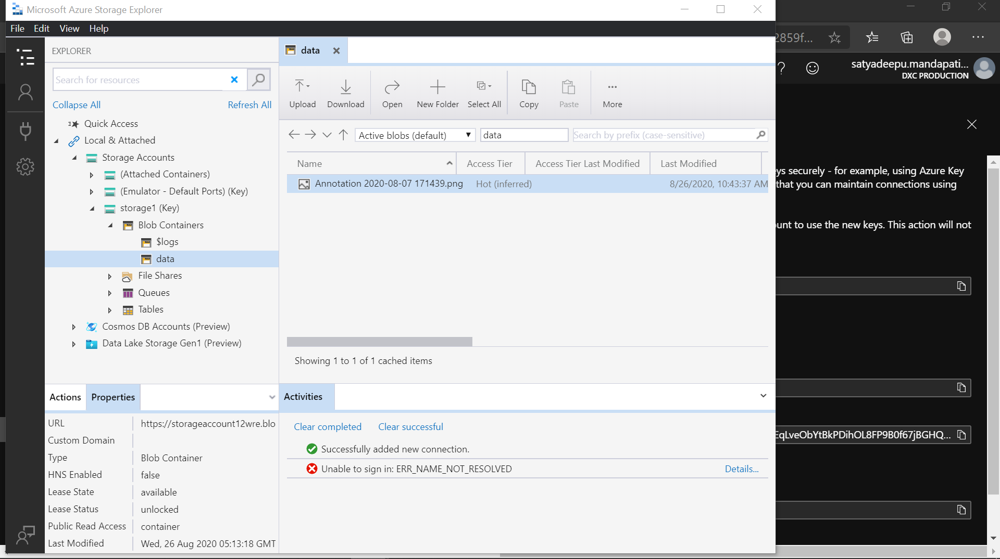 Microsoft Azure Storage Explorer
File Edit View Help
EXPLORER
Search for resources
Collapse All Refresh All
Quick Access
Local & Attached
Storage Accounts
(Attached Containers)
(Emulator - Default Ports) (Key)
storage1 (Key)
Blob Containers
$logs
data
File Shares
Queues
Tables
Cosmos DB Accounts (Preview)
Data Lake Storage Gen1 (Preview)
Actions Properties
URL https://storageaccount12wre.blo
Custom Domain
Type Blob Container
HNS Enabled false
Lease State available
Lease Status unlocked
Public Read Access container
Last Modified Wed, 26 Aug 2020 05:13:18 GMT
data
Upload Download Open New Folder Select All Copy Paste More
Active blobs (default) data Search by prefix (case-sensitive)
Name Access Tier Access Tier Last Modified Last Modified
Annotation 2020-08-07 171439.png Hot (inferred) 8/26/2020, 10:43:37 AM
Showing 1 to 1 of 1 cached items
Activities
Clear completed Clear successful
Successfully added new connection.
Unable to sign in: ERR_NAME_NOT_RESOLVED Details...
2859f...
satyadeepu.mandapati...
DXC PRODUCTION
ys securely - for example, using Azure Key
that you can maintain connections using
unt to use the new keys. This action will not
EqLveObYtBkPDihOL8FP9B0f67jBGHQ...